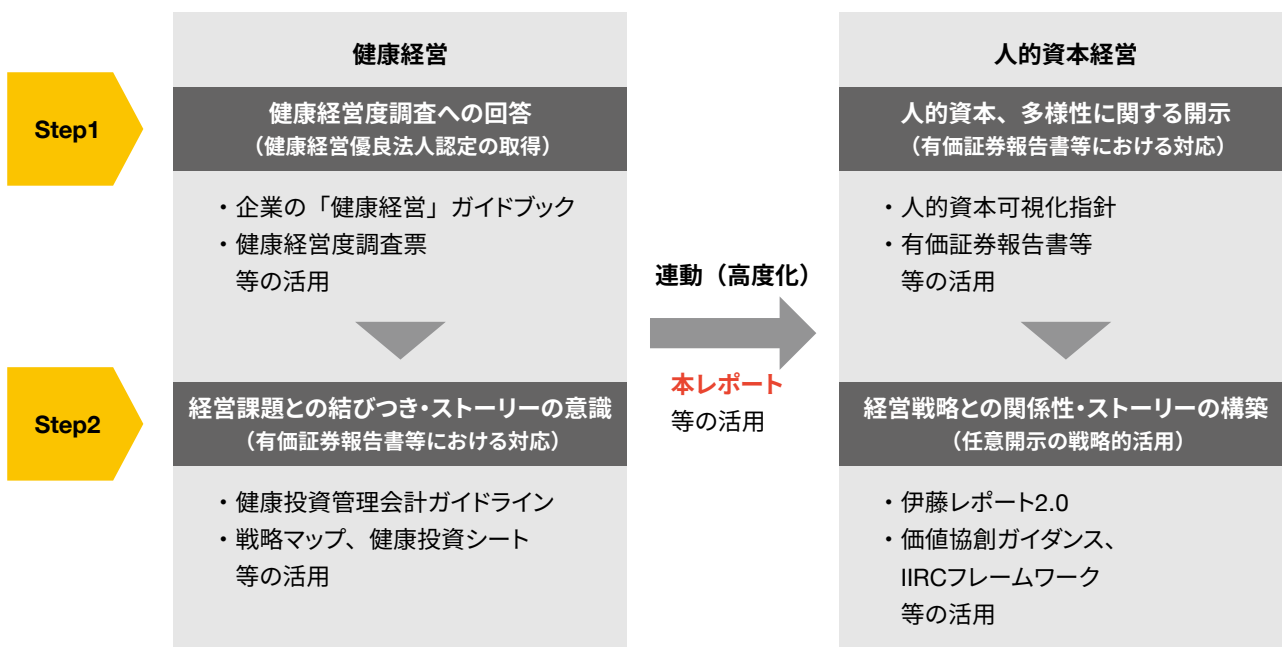 健康経営
人的資本経営
Step1
健康経営度調査への回答
（健康経営優良法人認定の取得）
人的資本、多様性に関する開示
（有価証券報告書等における対応）
・企業の「健康経営」ガイドブック
・健康経営度調査票
等の活用
・人的資本可視化指針
・有価証券報告書等
等の活用
連動（高度化）
本レポート
等の活用
Step2
経営課題との結びつき・ストーリーの意識
（有価証券報告書等における対応）
経営戦略との関係性・ストーリーの構築
（任意開示の戦略的活用）
・健康投資管理会計ガイドライン
・戦略マップ、健康投資シート
等の活用
・伊藤レポート2.0
・価値協創ガイダンス、
IIRCフレームワーク
等の活用